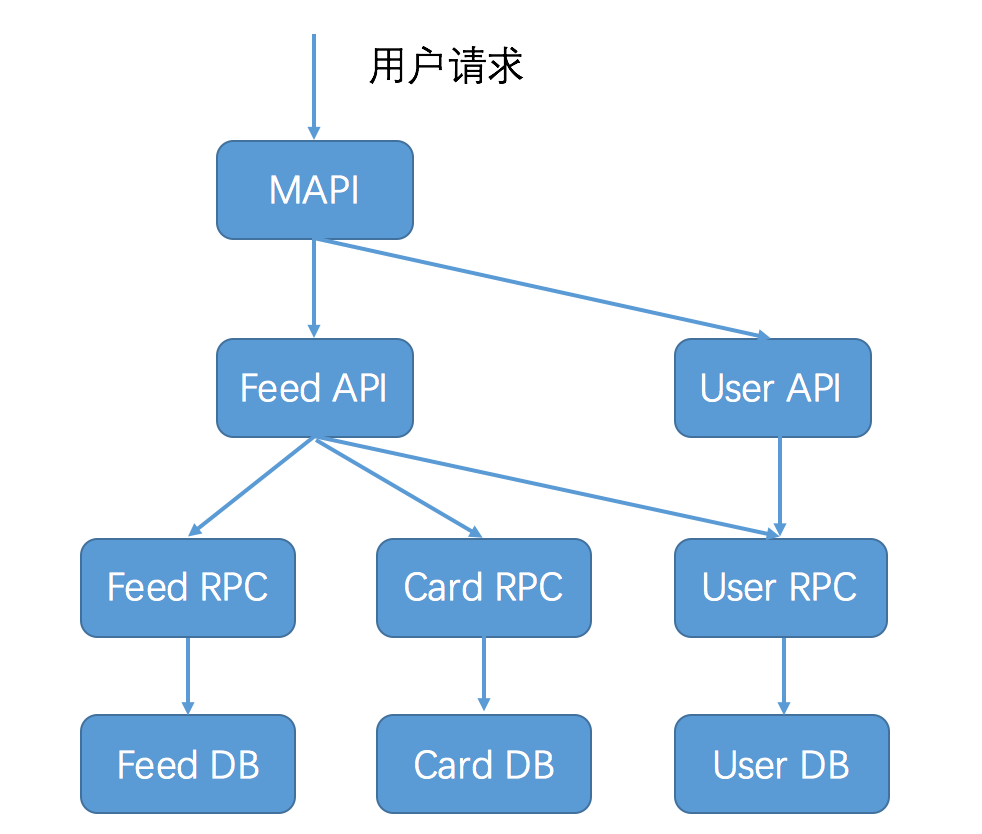 用户请求
MAPI
Feed API
User API
Feed RPC
Card RPC
User RPC
Feed DB
Card DB
User DB